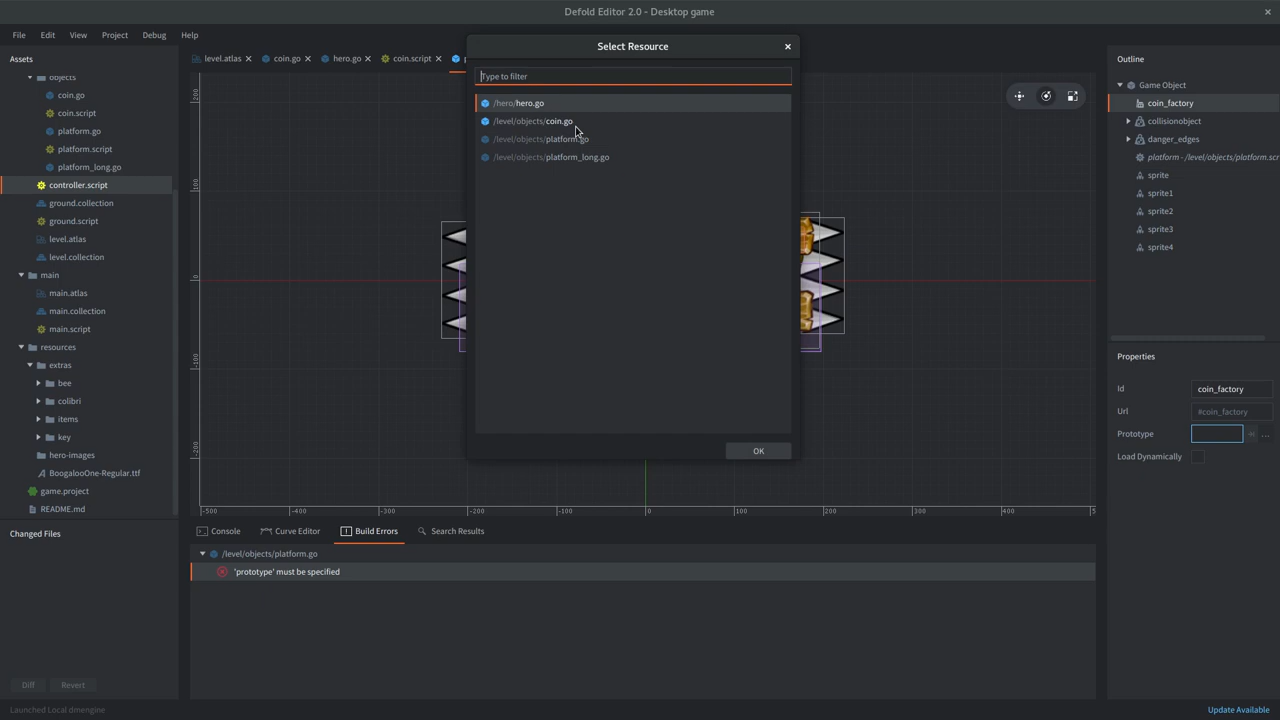 Defold Editor 2.0 - Desktop game
File Edit View Project Debug Help
Assets
objects
coin.go
coin.script
platform.go
platform.script
platform_long.go
controller.script
ground.collection
ground.script
level.atlas
level.collection
main
main.atlas
main.collection
main.script
resources
extras
bee
colibri
items
key
hero-images
BoogalooOne-Regular.ttf
game.project
README.md
Changed Files
Diff Revert
Launched Local dmengine
level.atlas coin.go hero.go coin.script
Select Resource
Type to filter
/hero/hero.go
/level/objects/coin.go
/level/objects/platform.go
/level/objects/platform_long.go
OK
200
100
0
-100
-200
-500 -400 -300 -200 -100 0 100 200 300 400
Console Curve Editor Build Errors Search Results
/level/objects/platform.go
'prototype' must be specified
Outline
Game Object
coin_factory
collisionobject
danger_edges
platform - /level/objects/platform.scr
sprite
sprite1
sprite2
sprite3
sprite4
Properties
Id coin_factory
Url #coin_factory
Prototype ...
Load Dynamically
Update Available